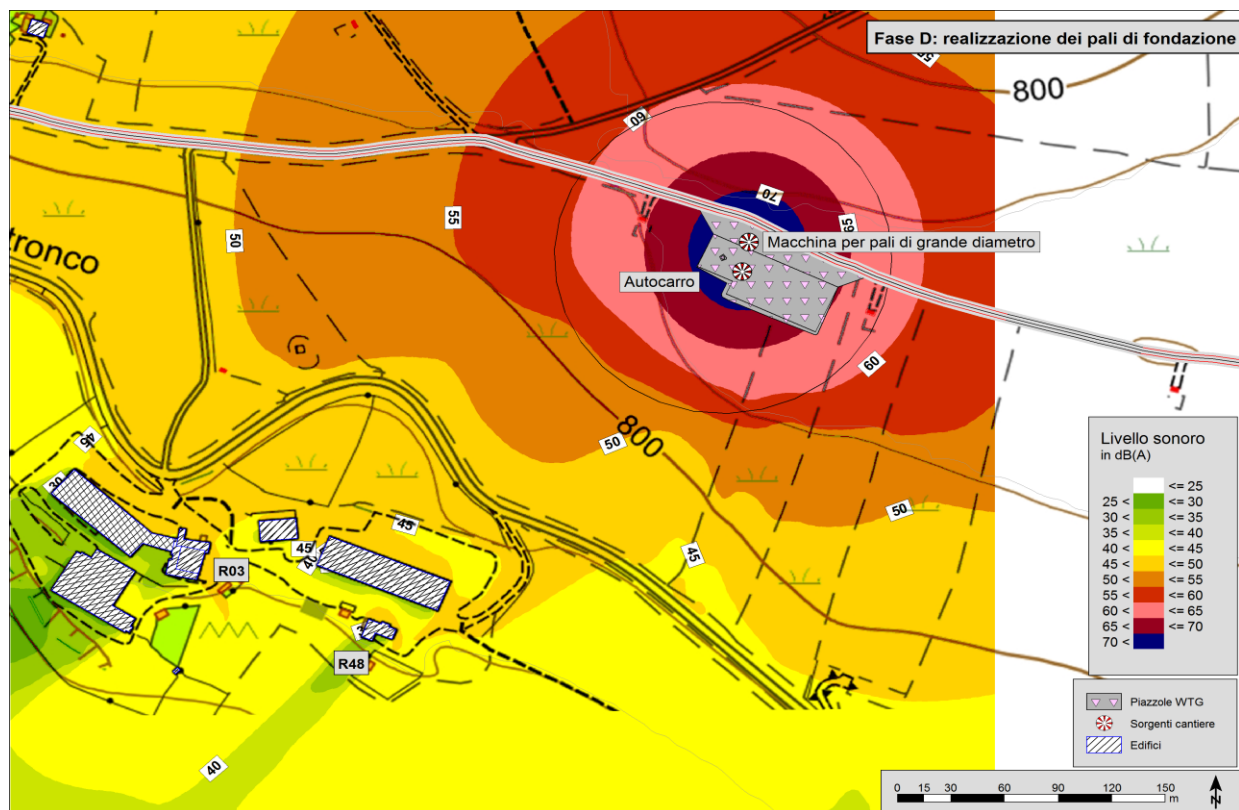 Fase D: realizzazione dei pali di fondazione
50
800
60
70
65
50
55
Macchina per pali di grande diametro
Autocarro
tronco
60
800
50
50
45
30
45
45
40
45
R03
R48
40
Livello sonoro
in dB(A)
<= 25
25 < <= 30
30 < <= 35
35 < <= 40
40 < <= 45
45 < <= 50
50 < <= 55
55 < <= 60
60 < <= 65
65 < <= 70
70 <
Piazzole WTG
Sorgenti cantiere
Edifici
0 15 30 60 90 120 150
m
N